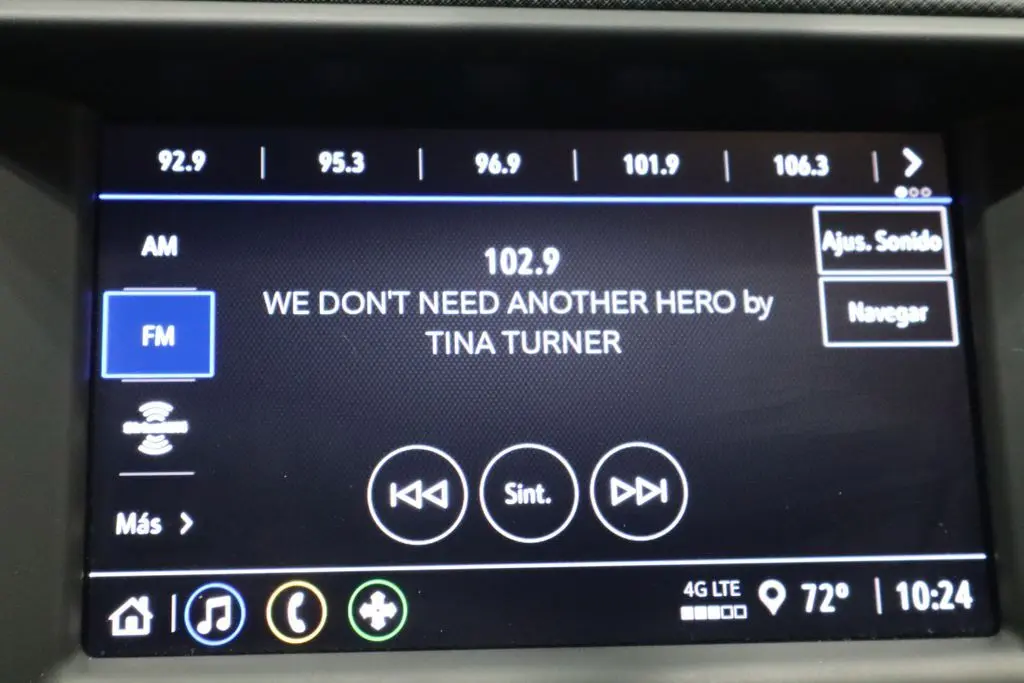 92.9 | 95.3 | 96.9 | 101.9 | 106.3 |
AM
102.9
Ajus. Sonido
WE DON'T NEED ANOTHER HERO by
TINA TURNER
Navegar
FM
Sint.
Más
4G LTE
72° | 10:24